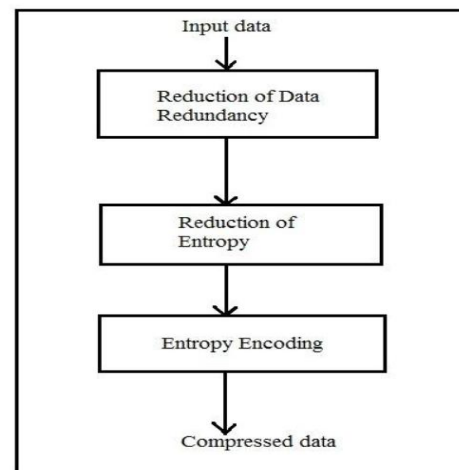 Input data
Reduction of Data
Redundancy
Reduction of
Entropy
Entropy Encoding
Compressed data